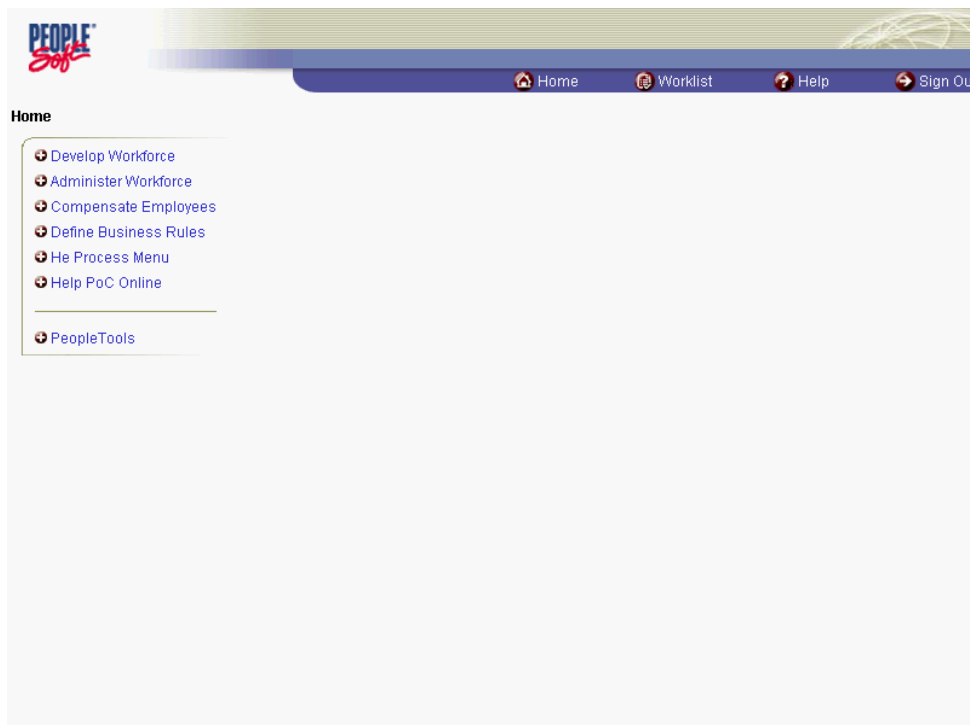 PEOPLE
Soft
Home Worklist Help Sign Ou
Home
Develop Workforce
Administer Workforce
Compensate Employees
Define Business Rules
He Process Menu
Help PoC Online
PeopleTools